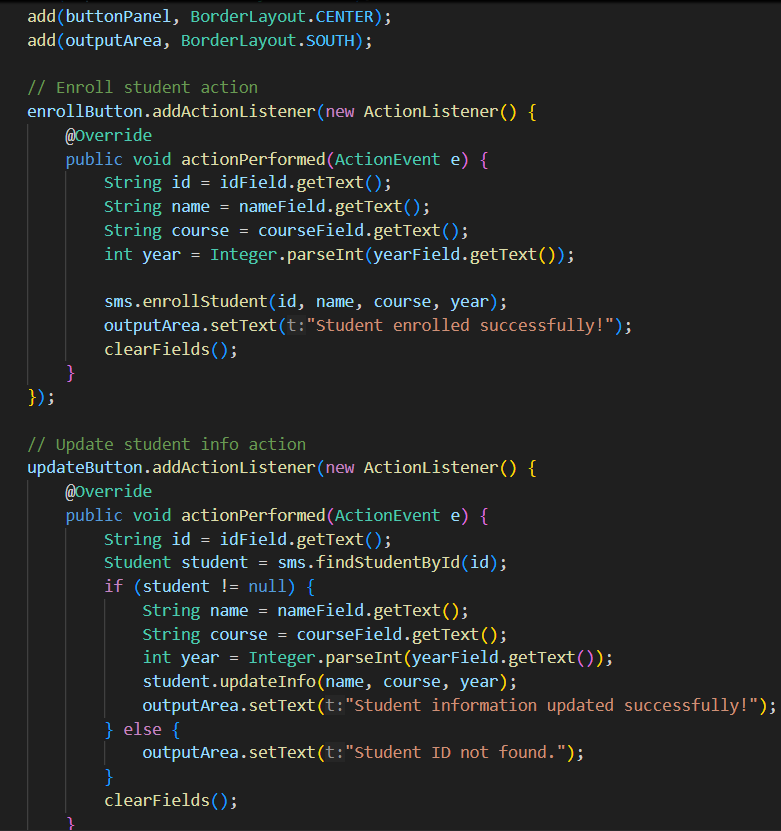 add(buttonPanel, BorderLayout.CENTER);
add(outputArea, BorderLayout.SOUTH);

// Enroll student action
enrollButton.addActionListener(new ActionListener() {
    @Override
    public void actionPerformed(ActionEvent e) {
        String id = idField.getText();
        String name = nameField.getText();
        String course = courseField.getText();
        int year = Integer.parseInt(yearField.getText());

        sms.enrollStudent(id, name, course, year);
        outputArea.setText(t:"Student enrolled successfully!");
        clearFields();
    }
});

// Update student info action
updateButton.addActionListener(new ActionListener() {
    @Override
    public void actionPerformed(ActionEvent e) {
        String id = idField.getText();
        Student student = sms.findStudentById(id);
        if (student != null) {
            String name = nameField.getText();
            String course = courseField.getText();
            int year = Integer.parseInt(yearField.getText());
            student.updateInfo(name, course, year);
            outputArea.setText(t:"Student information updated successfully!");
        } else {
            outputArea.setText(t:"Student ID not found.");
        }
        clearFields();
    }